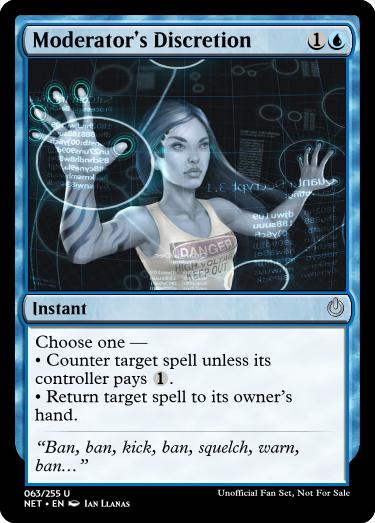 Moderator's Discretion 1
DANGER
HIGH VOLTAGE
KEEP OUT
Instant
Choose one —
• Counter target spell unless its
controller pays 1.
• Return target spell to its owner's
hand.
“Ban, ban, kick, ban, squelch, warn,
ban…”
063/255 U
NET • EN Ian Llanas
Unofficial Fan Set, Not For Sale